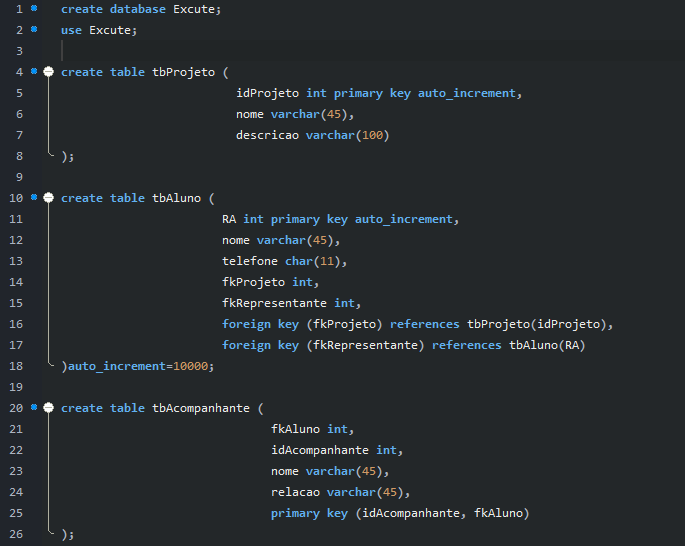 1 create database Excute;
2 use Excute;
3
4 create table tbProjeto (
5 idProjeto int primary key auto_increment,
6 nome varchar(45),
7 descricao varchar(100)
8 );
9
10 create table tbAluno (
11 RA int primary key auto_increment,
12 nome varchar(45),
13 telefone char(11),
14 fkProjeto int,
15 fkRepresentante int,
16 foreign key (fkProjeto) references tbProjeto(idProjeto),
17 foreign key (fkRepresentante) references tbAluno(RA)
18 )auto_increment=10000;
19
20 create table tbAcompanhante (
21 fkAluno int,
22 idAcompanhante int,
23 nome varchar(45),
24 relacao varchar(45),
25 primary key (idAcompanhante, fkAluno)
26 );